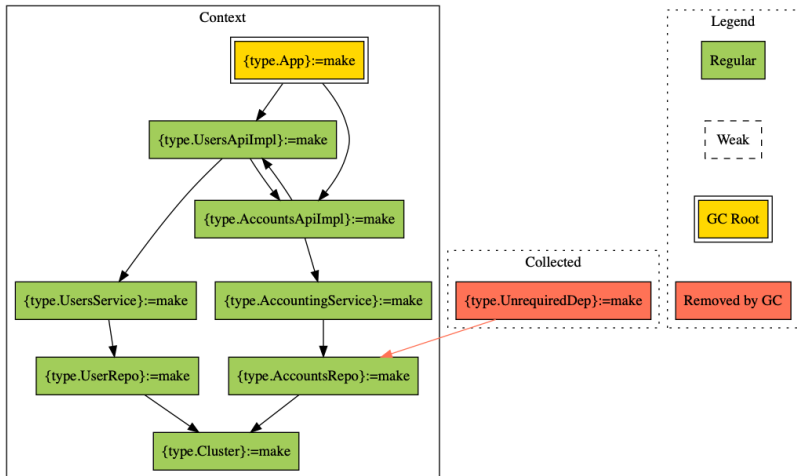 Context
{type.App}:=make
{type.UsersApiImpl}:=make
{type.AccountsApiImpl}:=make
{type.UsersService}:=make
{type.AccountingService}:=make
{type.UserRepo}:=make
{type.AccountsRepo}:=make
{type.Cluster}:=make
Collected
{type.UnrequiredDep}:=make
Legend
Regular
Weak
GC Root
Removed by GC